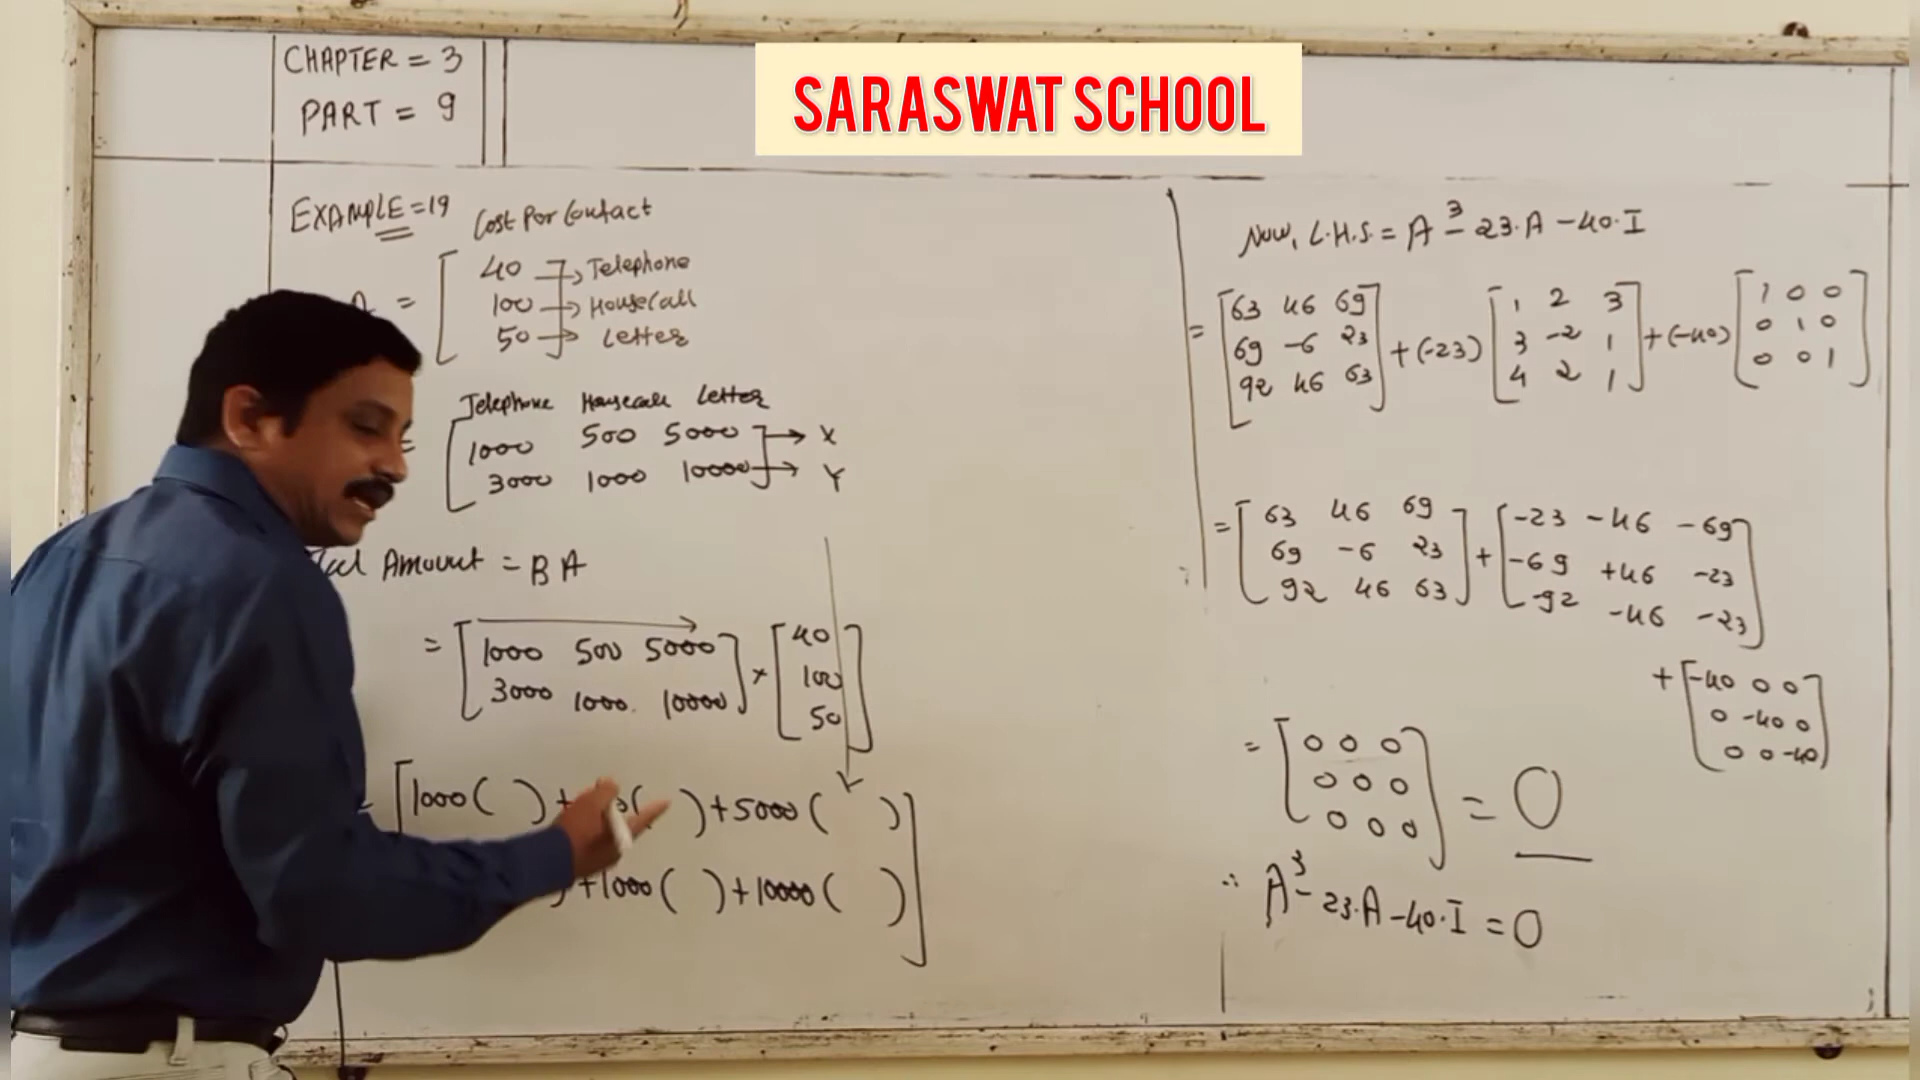 CHAPTER = 3
PART = 9
SARASWAT SCHOOL
EXAMPLE = 19
Cost Per Contact
A = [ 40 → Telephone
100 → HouseCall
50 → Letter
Telephone Housecall Letter
= [ 1000 500 5000 ] → X
3000 1000 10000 → Y
Amount = BA
= [ 1000 500 5000 ] × [ 40
3000 1000 10000 100
50 ]
= [ 1000 ( ) + ( ) + 5000 ( ) ]
+ 1000 ( ) + 10000 ( )
Now, L.H.S. = A³ - 23.A - 40.I
= [ 63 46 69 ] + (-23) [ 1 2 3 ] + (-40) [ 1 0 0 ]
69 -6 23 3 -2 1 0 1 0
92 46 63 4 2 1 0 0 1
= [ 63 46 69 ] + [ -23 -46 -69 ]
69 -6 23 -69 +46 -23
92 46 63 -92 -46 -23
+ [ -40 0 0 ]
0 -40 0
0 0 -40
= [ 0 0 0 ]
0 0 0 = 0
0 0 0
∴ A³ - 23.A - 40.I = 0